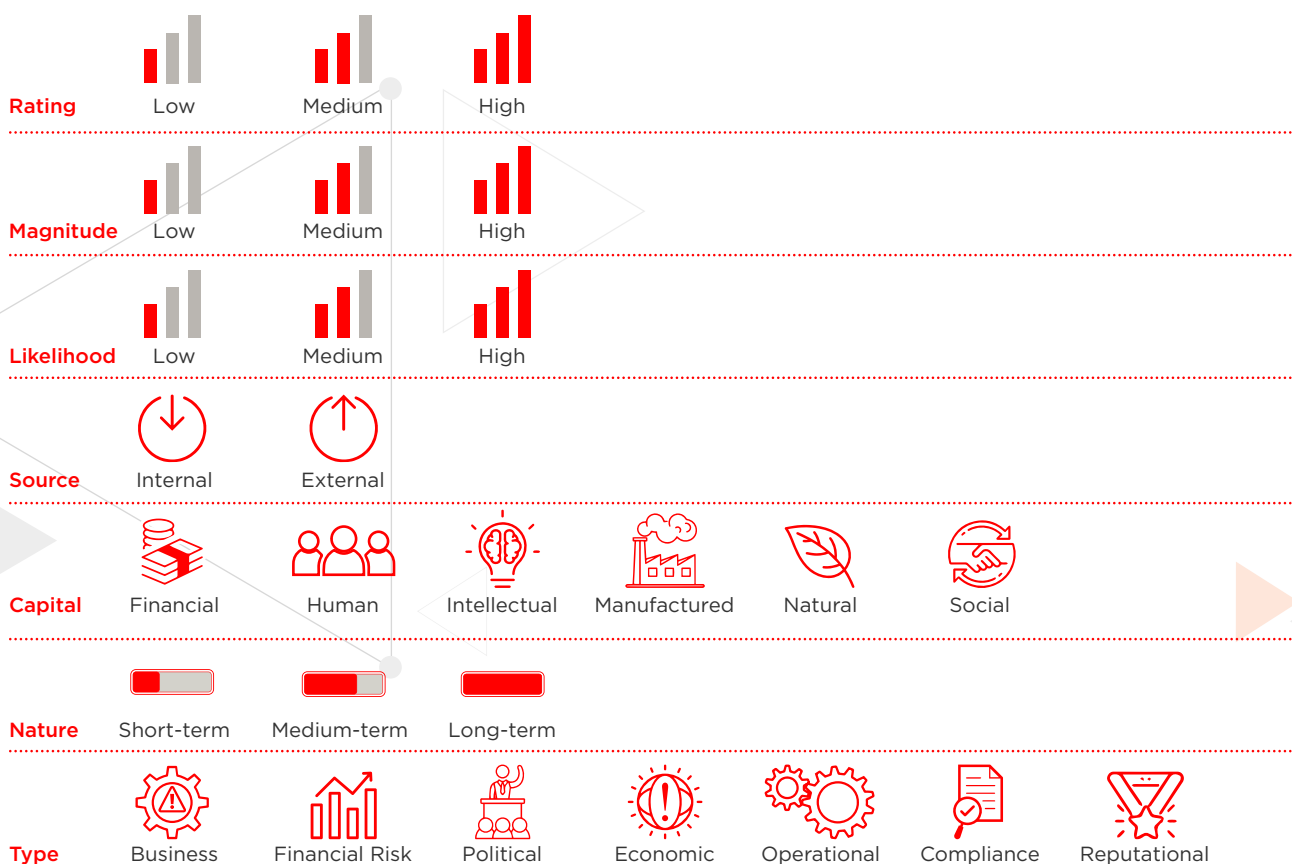 Rating Low Medium High
Magnitude Low Medium High
Likelihood Low Medium High
Source Internal External
Capital Financial Human Intellectual Manufactured Natural Social
Nature Short-term Medium-term Long-term
Type Business Financial Risk Political Economic Operational Compliance Reputational